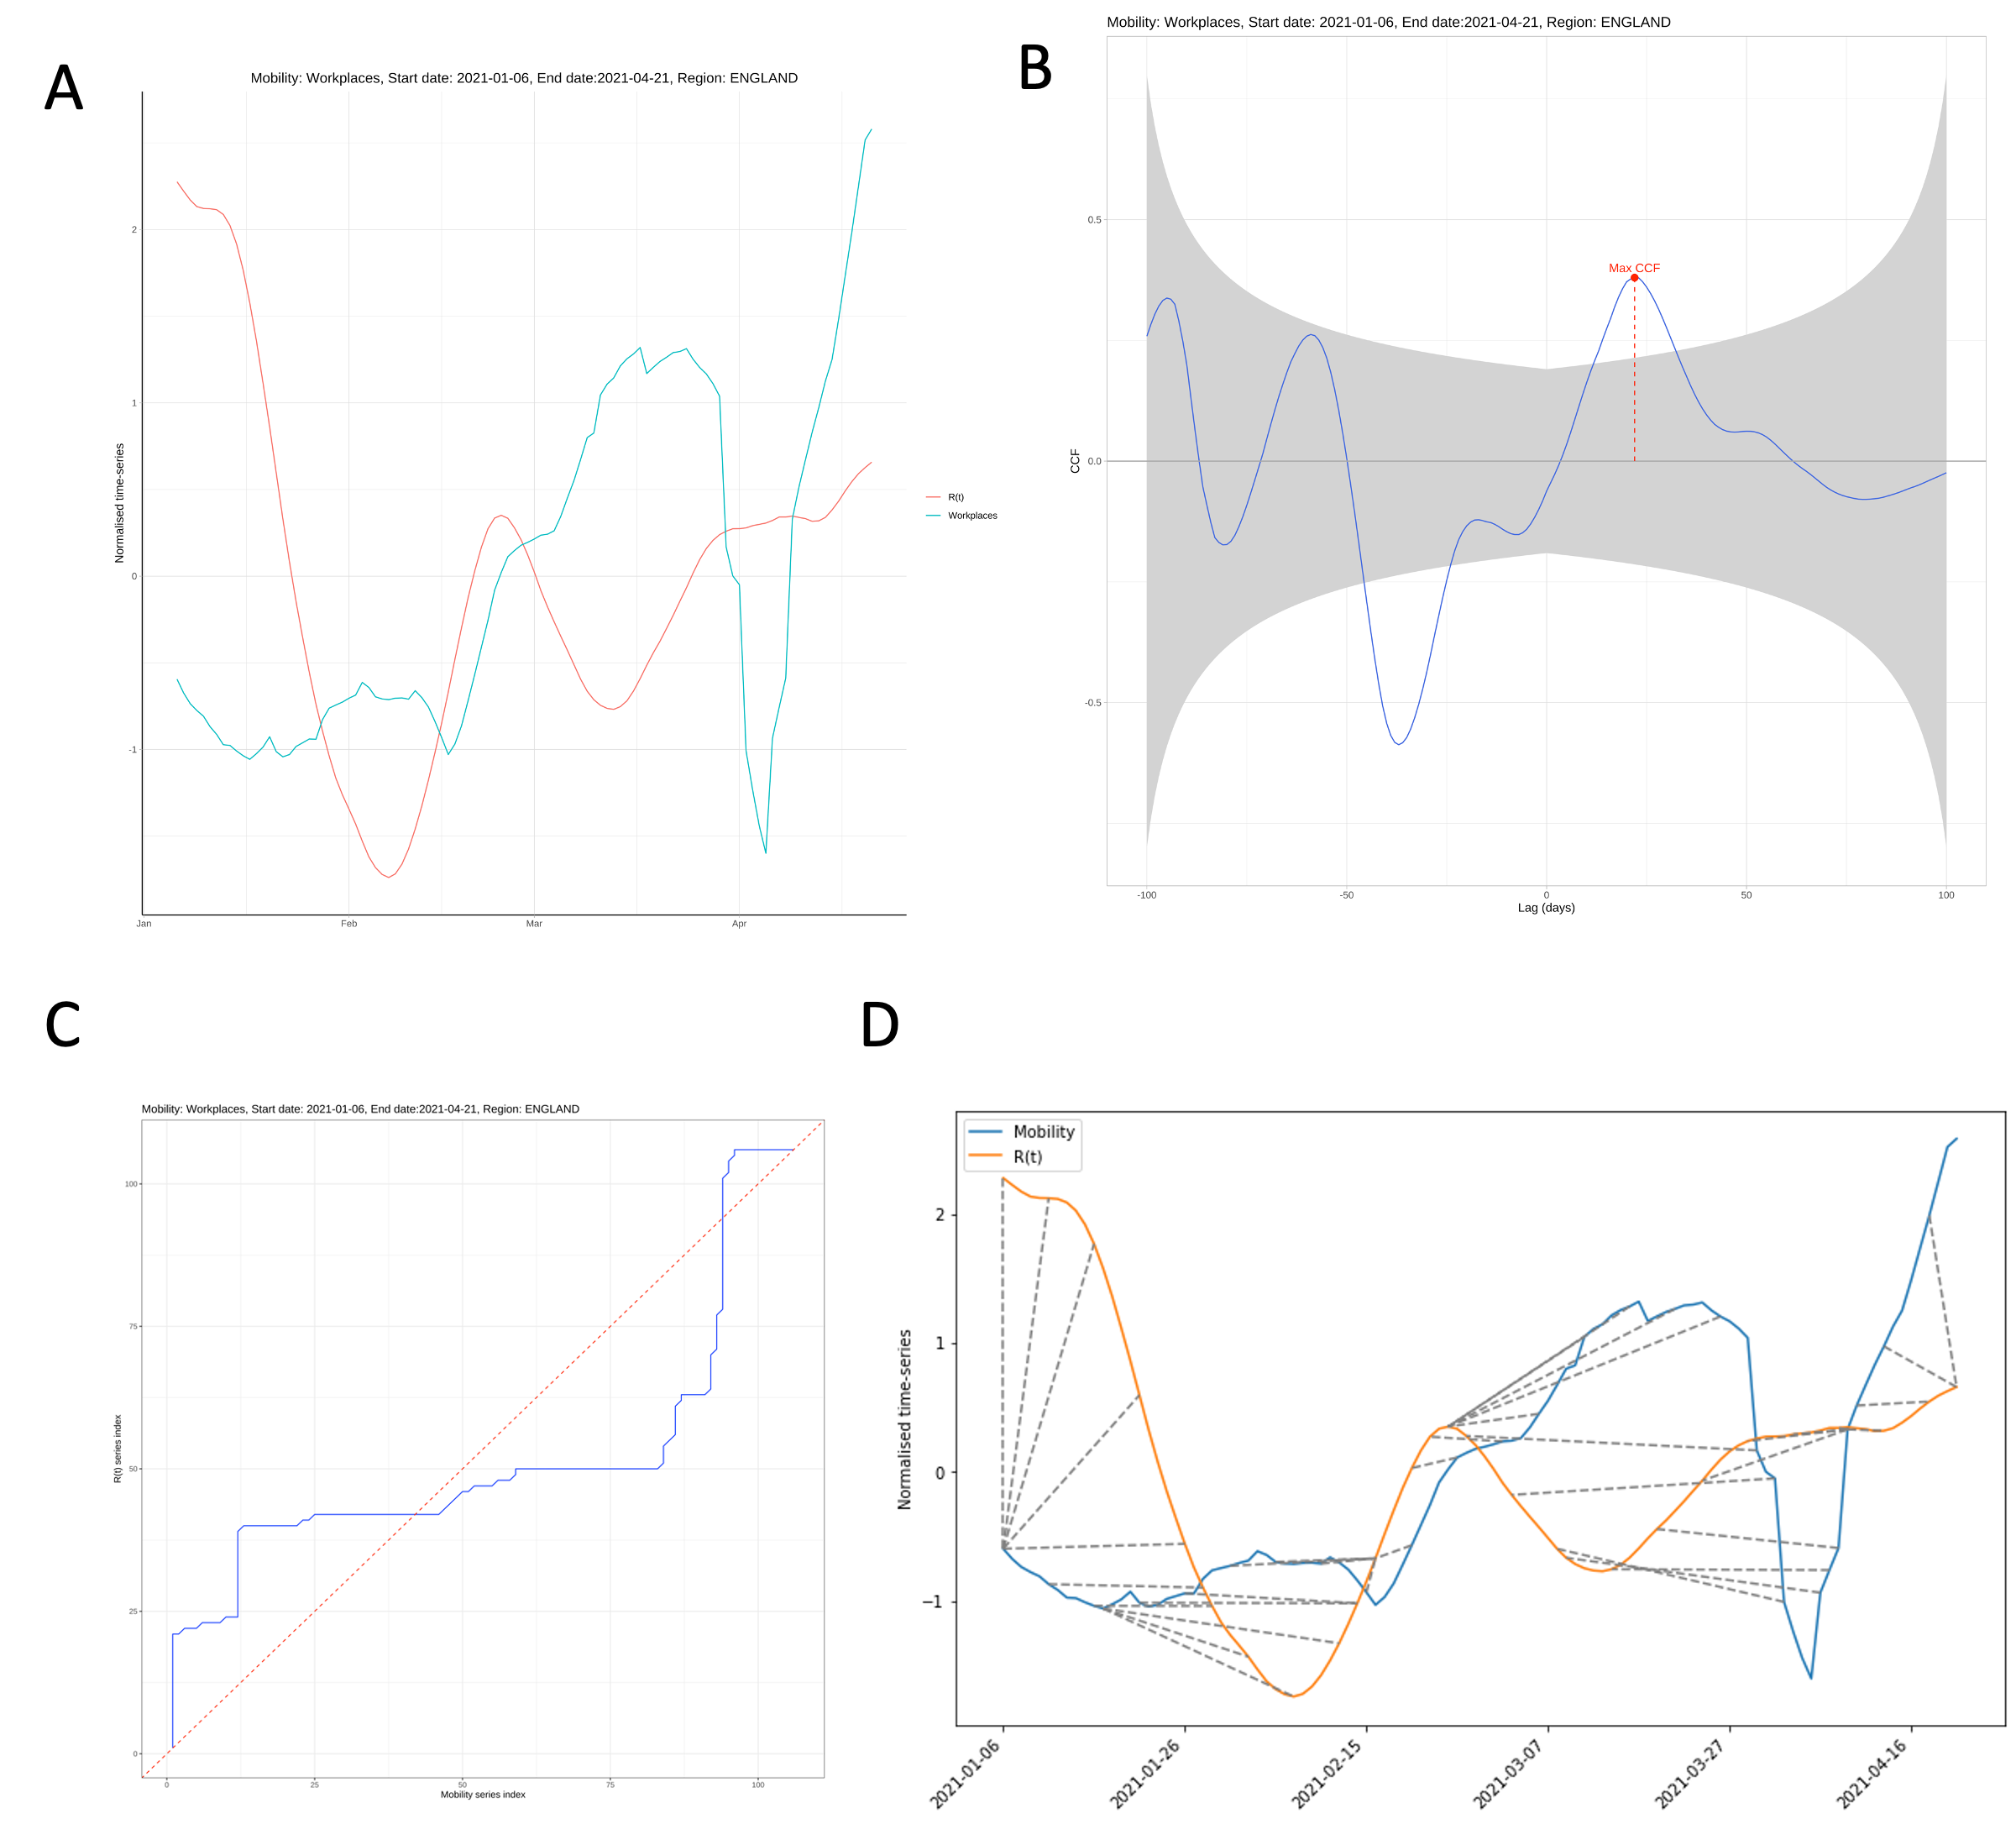 A
Mobility: Workplaces, Start date: 2021-01-06, End date:2021-04-21, Region: ENGLAND
Normalised time-series
2
1
0
-1
Jan
Feb
Mar
Apr
R(t)
Workplaces
B
Mobility: Workplaces, Start date: 2021-01-06, End date:2021-04-21, Region: ENGLAND
CCF
0.5
0.0
-0.5
Max CCF
-100
-50
0
50
100
Lag (days)
C
Mobility: Workplaces, Start date: 2021-01-06, End date:2021-04-21, Region: ENGLAND
R(t) series index
100
75
50
25
0
0
25
50
75
100
Mobility series index
D
Mobility
R(t)
Normalised time-series
2
1
0
−1
2021-01-06
2021-01-26
2021-02-15
2021-03-07
2021-03-27
2021-04-16